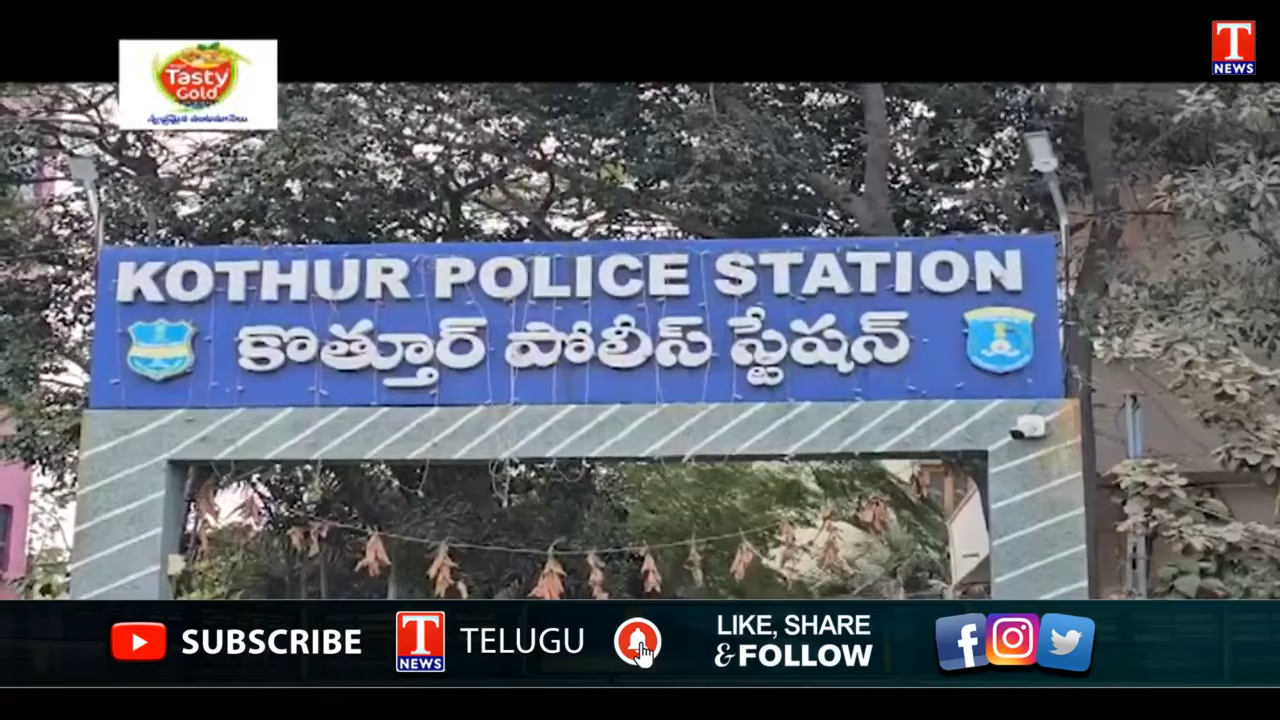 Tasty
Gold
T
NEWS
KOTHUR POLICE STATION
కొత్తూర్ పోలీస్ స్టేషన్
SUBSCRIBE
T
NEWS
TELUGU
LIKE, SHARE
& FOLLOW